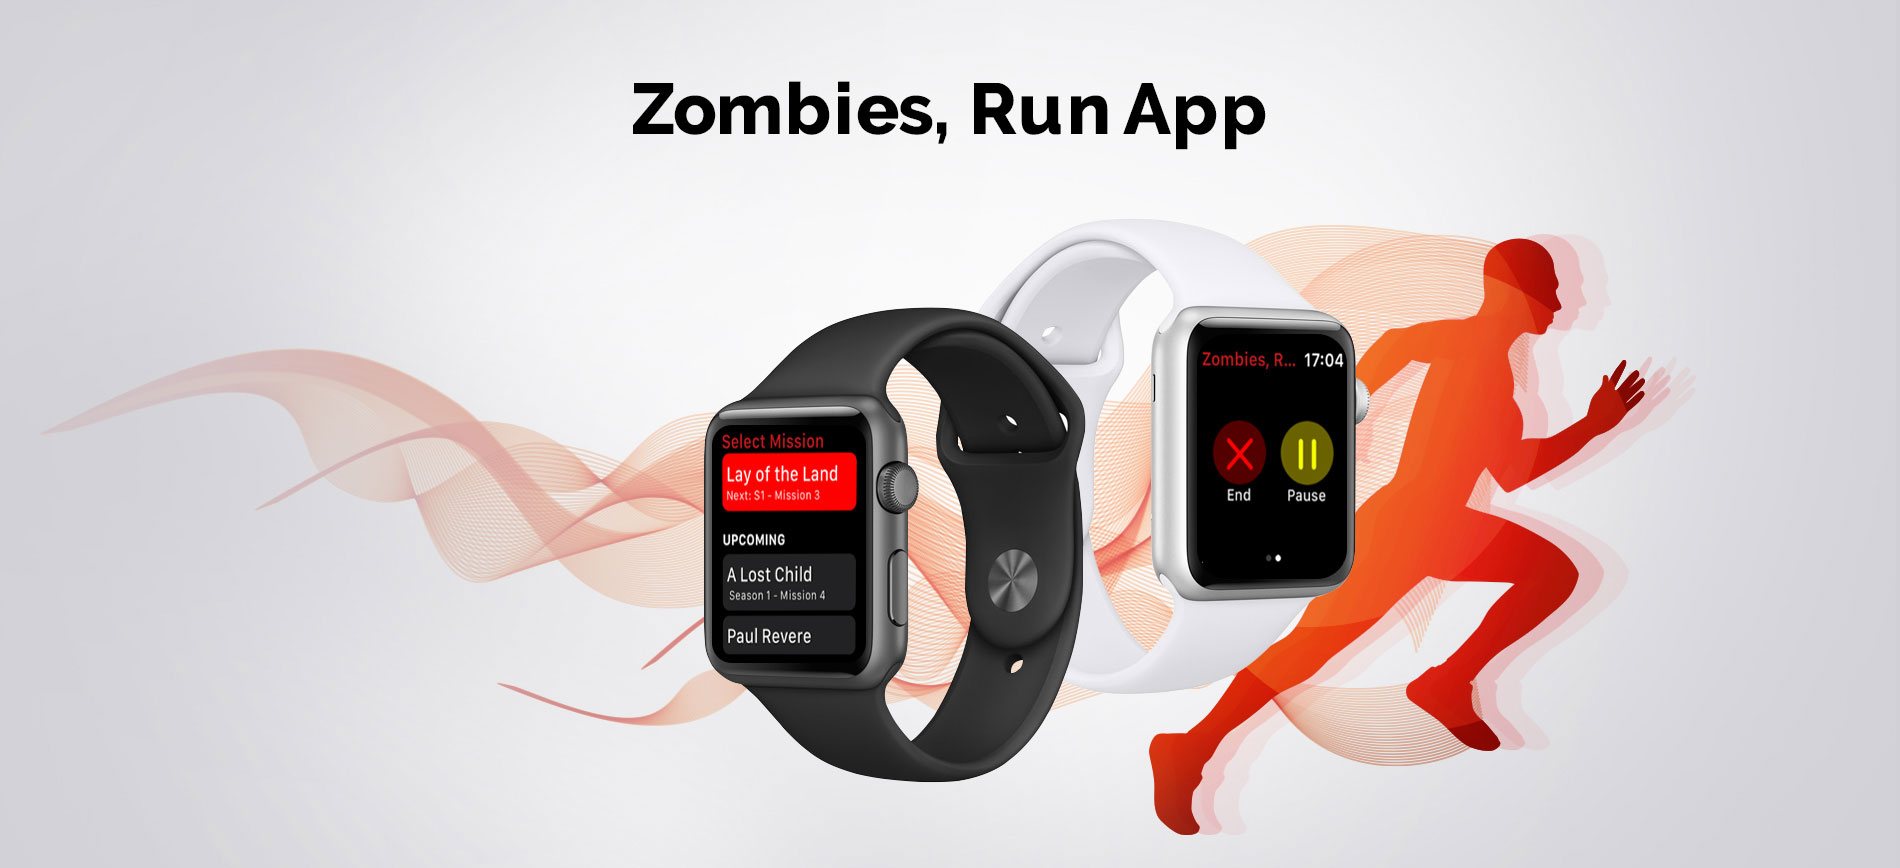 Zombies, Run App
Select Mission
Lay of the Land
Next: S1 - Mission 3
UPCOMING
A Lost Child
Season 1 - Mission 4
Paul Revere
Zombies, R... 17:04
End Pause